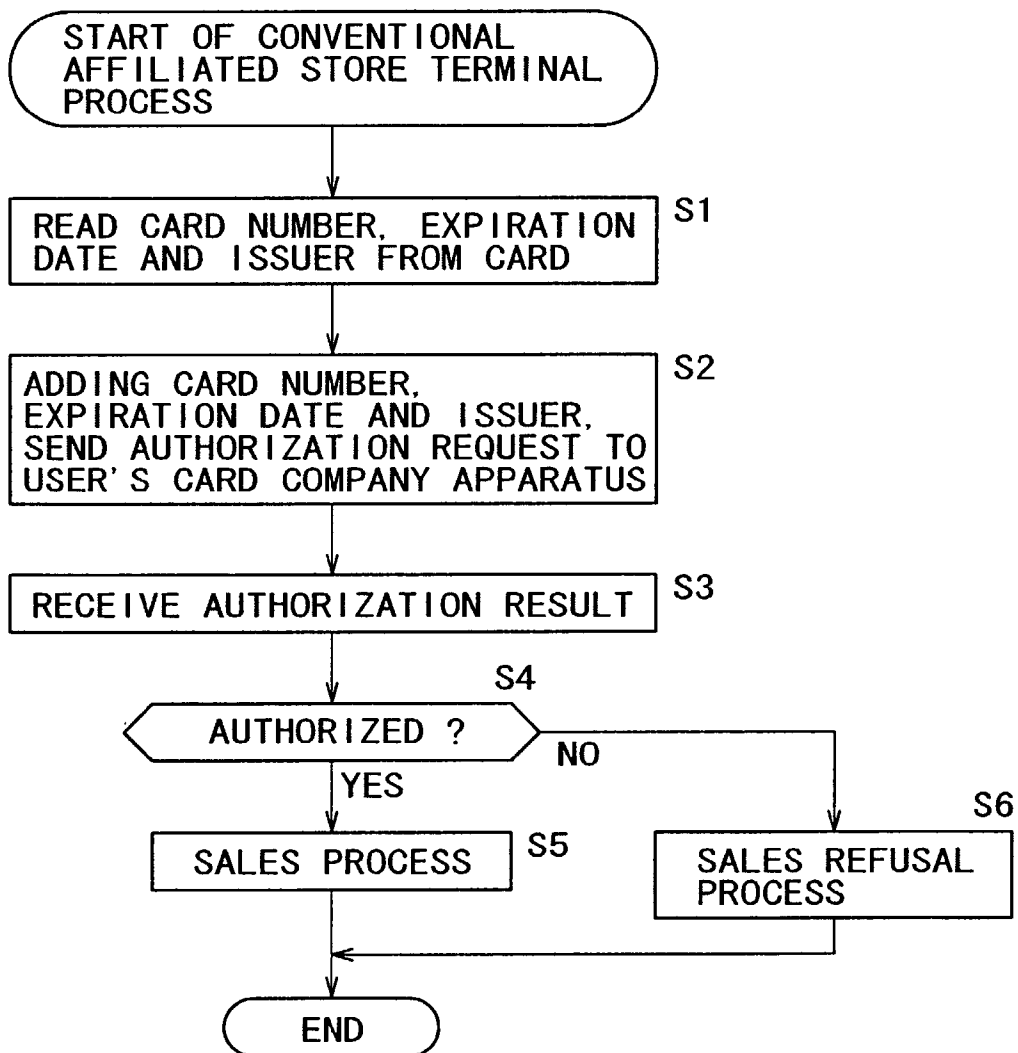 START OF CONVENTIONAL
AFFILIATED STORE TERMINAL
PROCESS
S1
READ CARD NUMBER, EXPIRATION
DATE AND ISSUER FROM CARD
S2
ADDING CARD NUMBER,
EXPIRATION DATE AND ISSUER,
SEND AUTHORIZATION REQUEST TO
USER'S CARD COMPANY APPARATUS
S3
RECEIVE AUTHORIZATION RESULT
S4
AUTHORIZED ?
NO
YES
S5
SALES PROCESS
S6
SALES REFUSAL
PROCESS
END